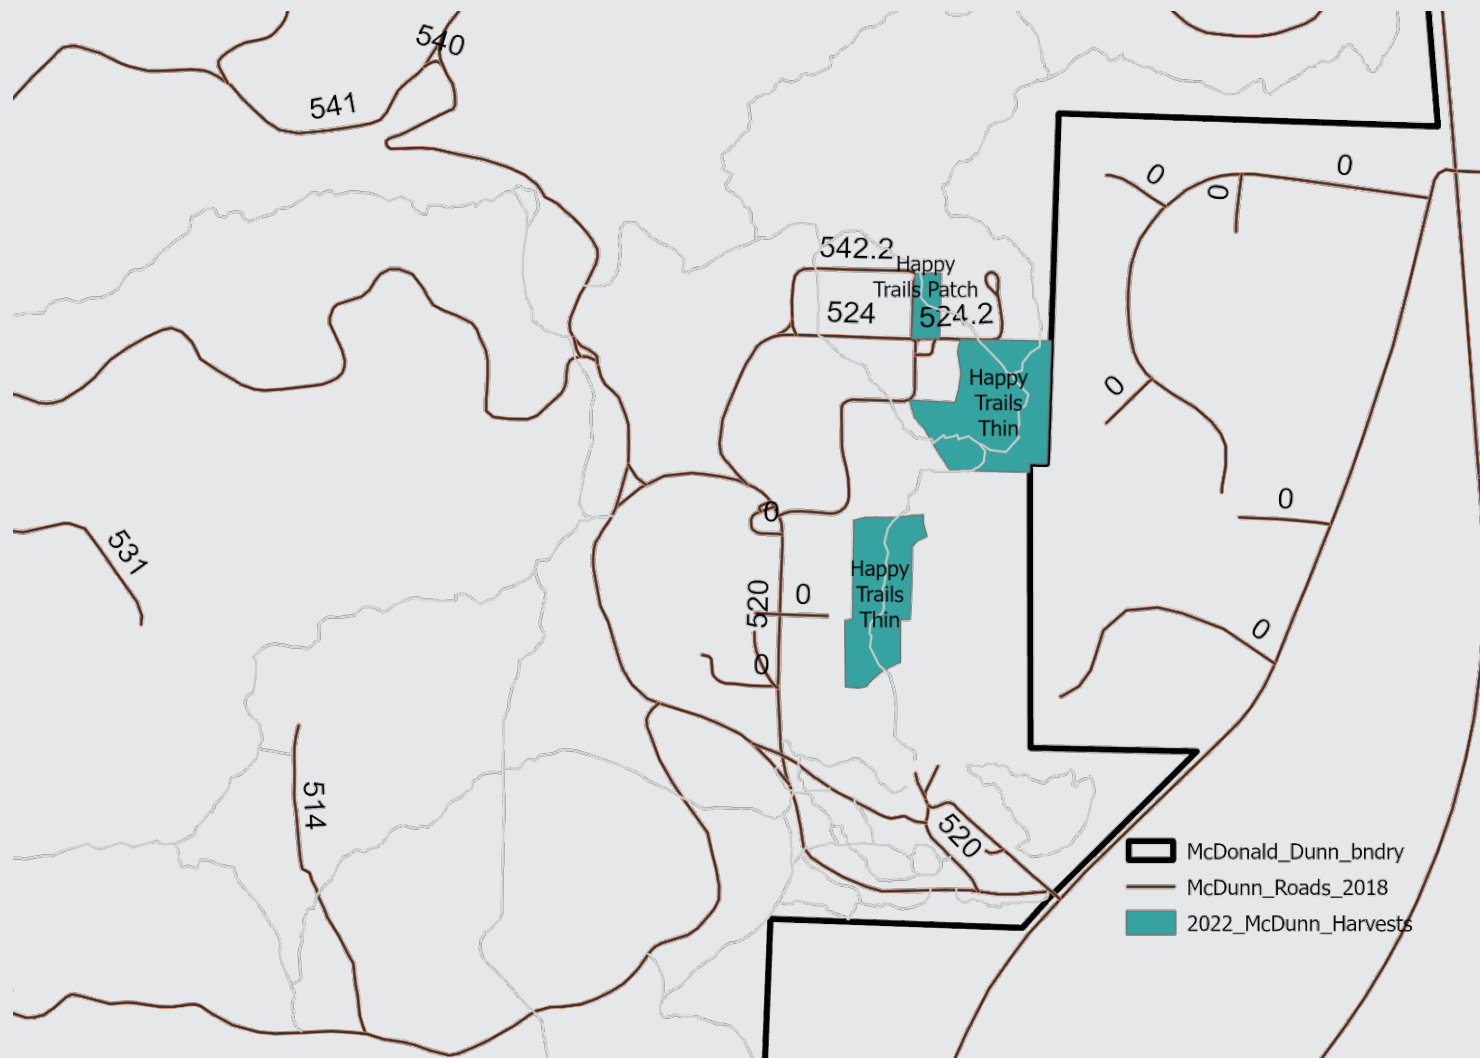 540
541
0
0
0
542.2
Happy
Trails Patch
524
524.2
Happy
Trails
Thin
0
0
0
531
Happy
Trails
Thin
520
0
0
0
514
520
McDonald_Dunn_bndry
McDunn_Roads_2018
2022_McDunn_Harvests